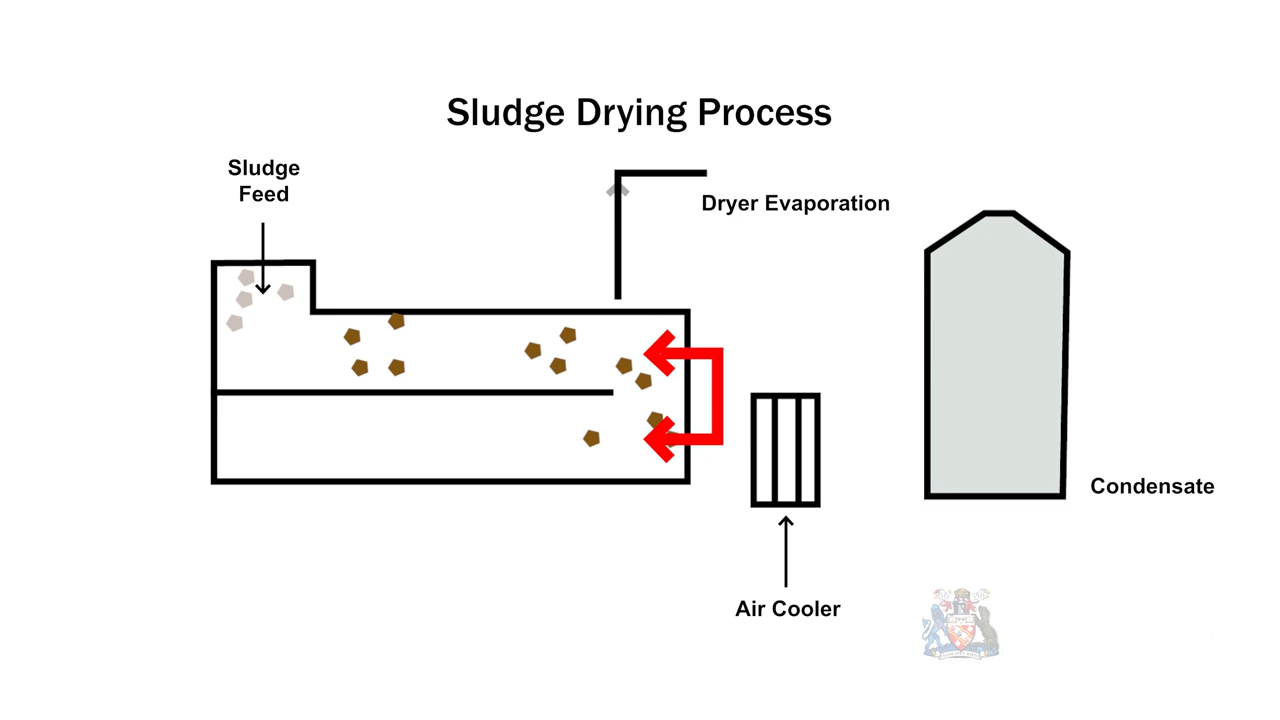 Sludge Drying Process
Sludge
Feed
Dryer Evaporation
Condensate
Air Cooler